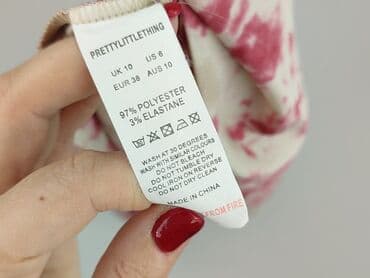 PRETTYLITTLETHING
UK 10 US 6
EUR 38 AUS 10
97% POLYESTER
3% ELASTANE
WASH AT 30 DEGREES
WASH WITH SIMILAR COLOURS
DO NOT BLEACH
DO NOT TUMBLE DRY
COOL IRON ON REVERSE
DO NOT DRY CLEAN
MADE IN CHINA
FROM FIRE